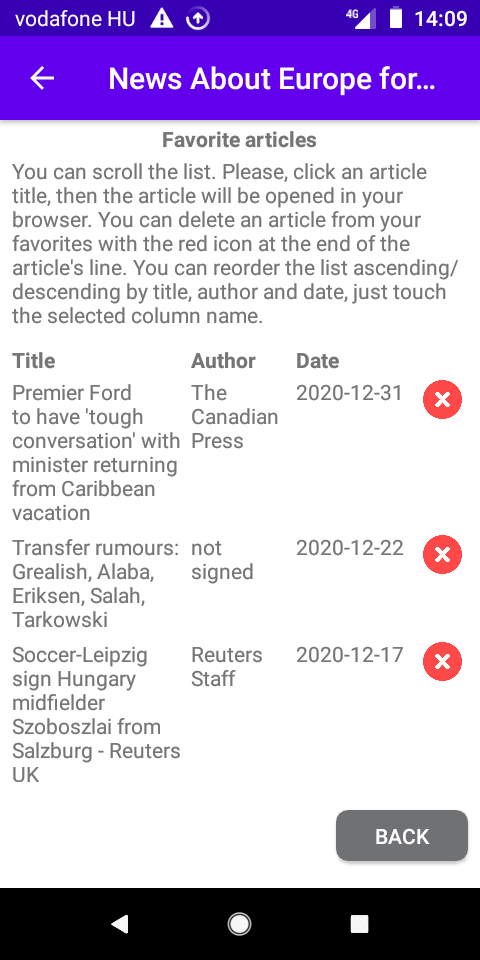 vodafone HU 4G 14:09
News About Europe for...
Favorite articles
You can scroll the list. Please, click an article
title, then the article will be opened in your
browser. You can delete an article from your
favorites with the red icon at the end of the
article's line. You can reorder the list ascending/
descending by title, author and date, just touch
the selected column name.
Title Author Date
Premier Ford The 2020-12-31
to have 'tough Canadian
conversation' with Press
minister returning
from Caribbean
vacation
Transfer rumours: not 2020-12-22
Grealish, Alaba, signed
Eriksen, Salah,
Tarkowski
Soccer-Leipzig Reuters 2020-12-17
sign Hungary Staff
midfielder
Szoboszlai from
Salzburg - Reuters
UK
BACK